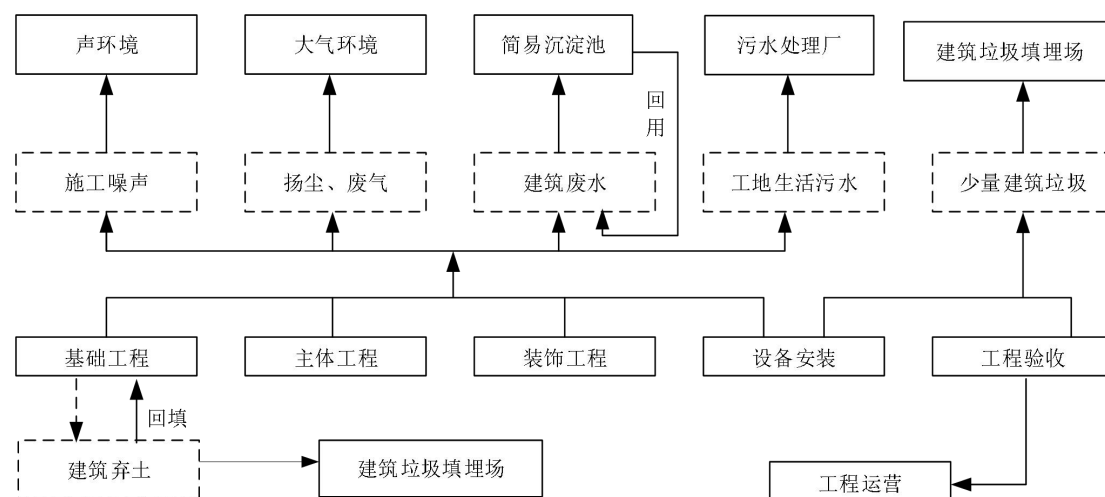 声环境
大气环境
简易沉淀池
污水处理厂
建筑垃圾填埋场
回用
施工噪声
扬尘、废气
建筑废水
工地生活污水
少量建筑垃圾
基础工程
主体工程
装饰工程
设备安装
工程验收
回填
建筑弃土
建筑垃圾填埋场
工程运营